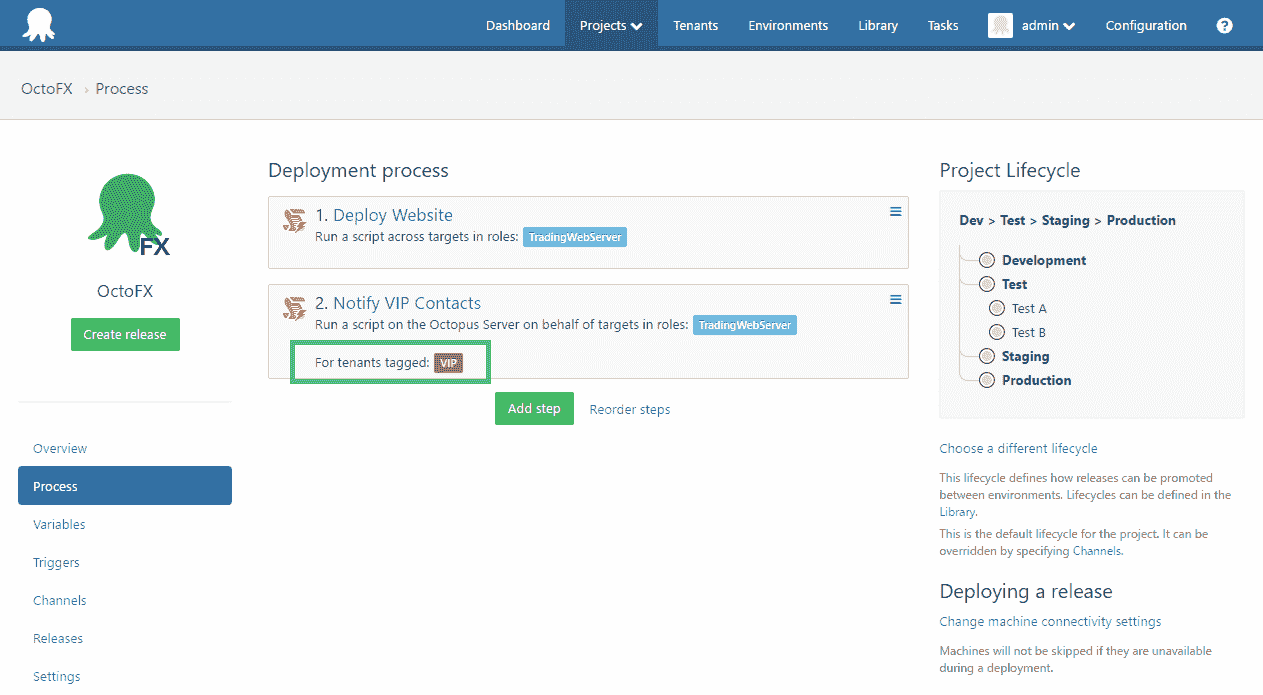 Dashboard Projects Tenants Environments Library Tasks admin Configuration ?
OctoFX › Process
FX
OctoFX
Create release
Overview
Process
Variables
Triggers
Channels
Releases
Settings
Deployment process
1. Deploy Website
Run a script across targets in roles: TradingWebServer
2. Notify VIP Contacts
Run a script on the Octopus Server on behalf of targets in roles: TradingWebServer
For tenants tagged: VIP
Add step Reorder steps
Project Lifecycle
Dev > Test > Staging > Production
Development
Test
Test A
Test B
Staging
Production
Choose a different lifecycle
This lifecycle defines how releases can be promoted
between environments. Lifecycles can be defined in the
Library.
This is the default lifecycle for the project. It can be
overridden by specifying Channels.
Deploying a release
Change machine connectivity settings
Machines will not be skipped if they are unavailable
during a deployment.